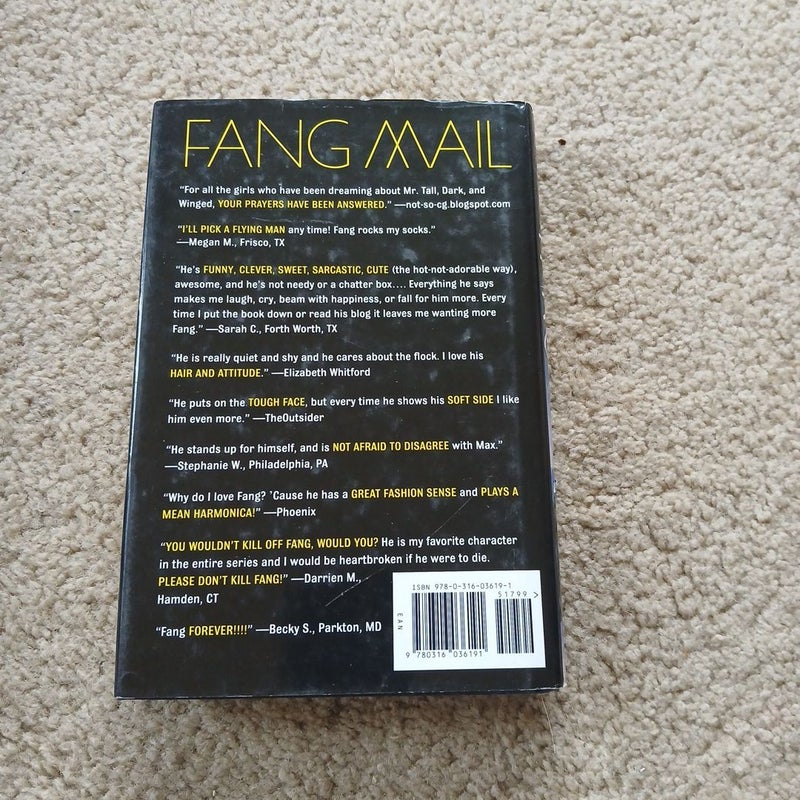 FANG MAIL
“For all the girls who have been dreaming about Mr. Tall, Dark, and
Winged, YOUR PRAYERS HAVE BEEN ANSWERED.” —not-so-cg.blogspot.com
“I’LL PICK A FLYING MAN any time! Fang rocks my socks.”
—Megan M., Frisco, TX
“He’s FUNNY, CLEVER, SWEET, SARCASTIC, CUTE (the hot-not-adorable way),
awesome, and he’s not needy or a chatter box.... Everything he says
makes me laugh, cry, beam with happiness, or fall for him more. Every
time I put the book down or read his blog it leaves me wanting more
Fang.” —Sarah C., Forth Worth, TX
“He is really quiet and shy and he cares about the flock. I love his
HAIR AND ATTITUDE.” —Elizabeth Whitford
“He puts on the TOUGH FACE, but every time he shows his SOFT SIDE I like
him even more.” —TheOutsider
“He stands up for himself, and is NOT AFRAID TO DISAGREE with Max.”
—Stephanie W., Philadelphia, PA
“Why do I love Fang? ’Cause he has a GREAT FASHION SENSE and PLAYS A
MEAN HARMONICA!” —Phoenix
“YOU WOULDN’T KILL OFF FANG, WOULD YOU? He is my favorite character
in the entire series and I would be heartbroken if he were to die.
PLEASE DON’T KILL FANG!” —Darrien M.,
Hamden, CT
“Fang FOREVER!!!!” —Becky S., Parkton, MD
ISBN 978-0-316-03619-1
51799 >
EAN
9 780316 036191